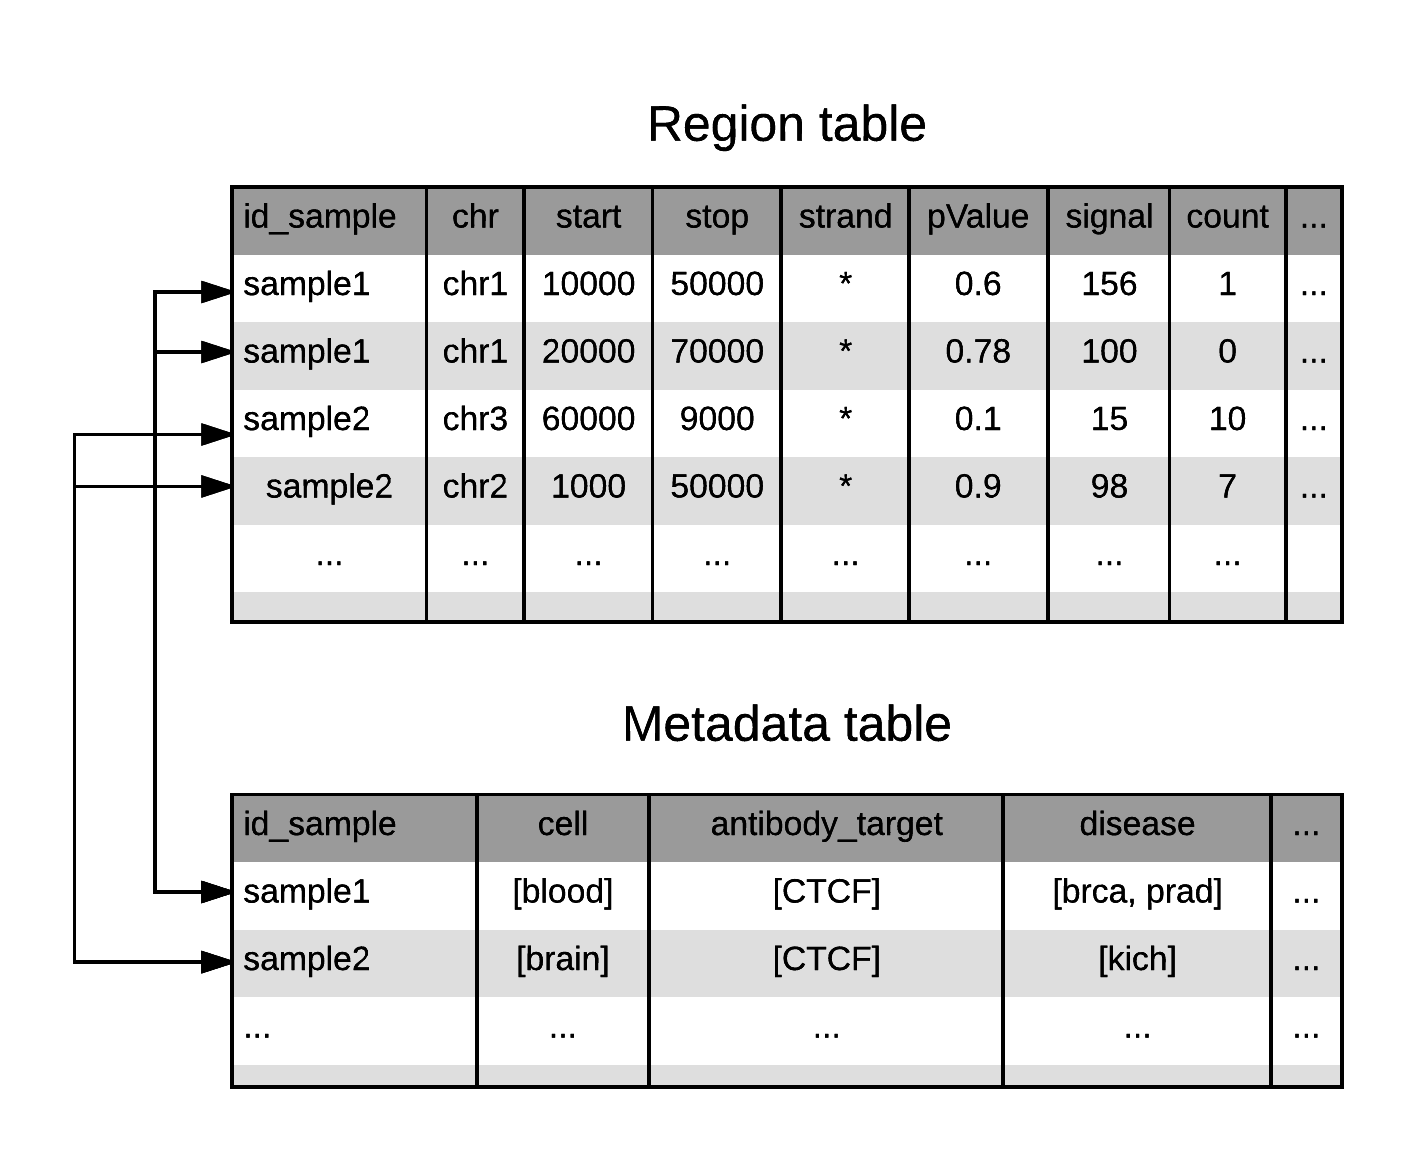 Region table
id_sample chr start stop strand pValue signal count ...
sample1 chr1 10000 50000 * 0.6 156 1 ...
sample1 chr1 20000 70000 * 0.78 100 0 ...
sample2 chr3 60000 9000 * 0.1 15 10 ...
sample2 chr2 1000 50000 * 0.9 98 7 ...
... ... ... ... ... ... ... ...
Metadata table
id_sample cell antibody_target disease ...
sample1 [blood] [CTCF] [brca, prad] ...
sample2 [brain] [CTCF] [kich] ...
... ... ... ... ...